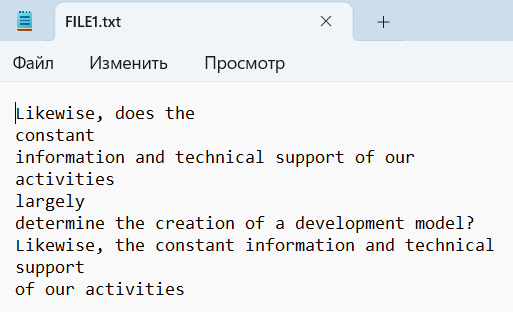 FILE1.txt
Файл Изменить Просмотр
Likewise, does the
constant
information and technical support of our
activities
largely
determine the creation of a development model?
Likewise, the constant information and technical
support
of our activities